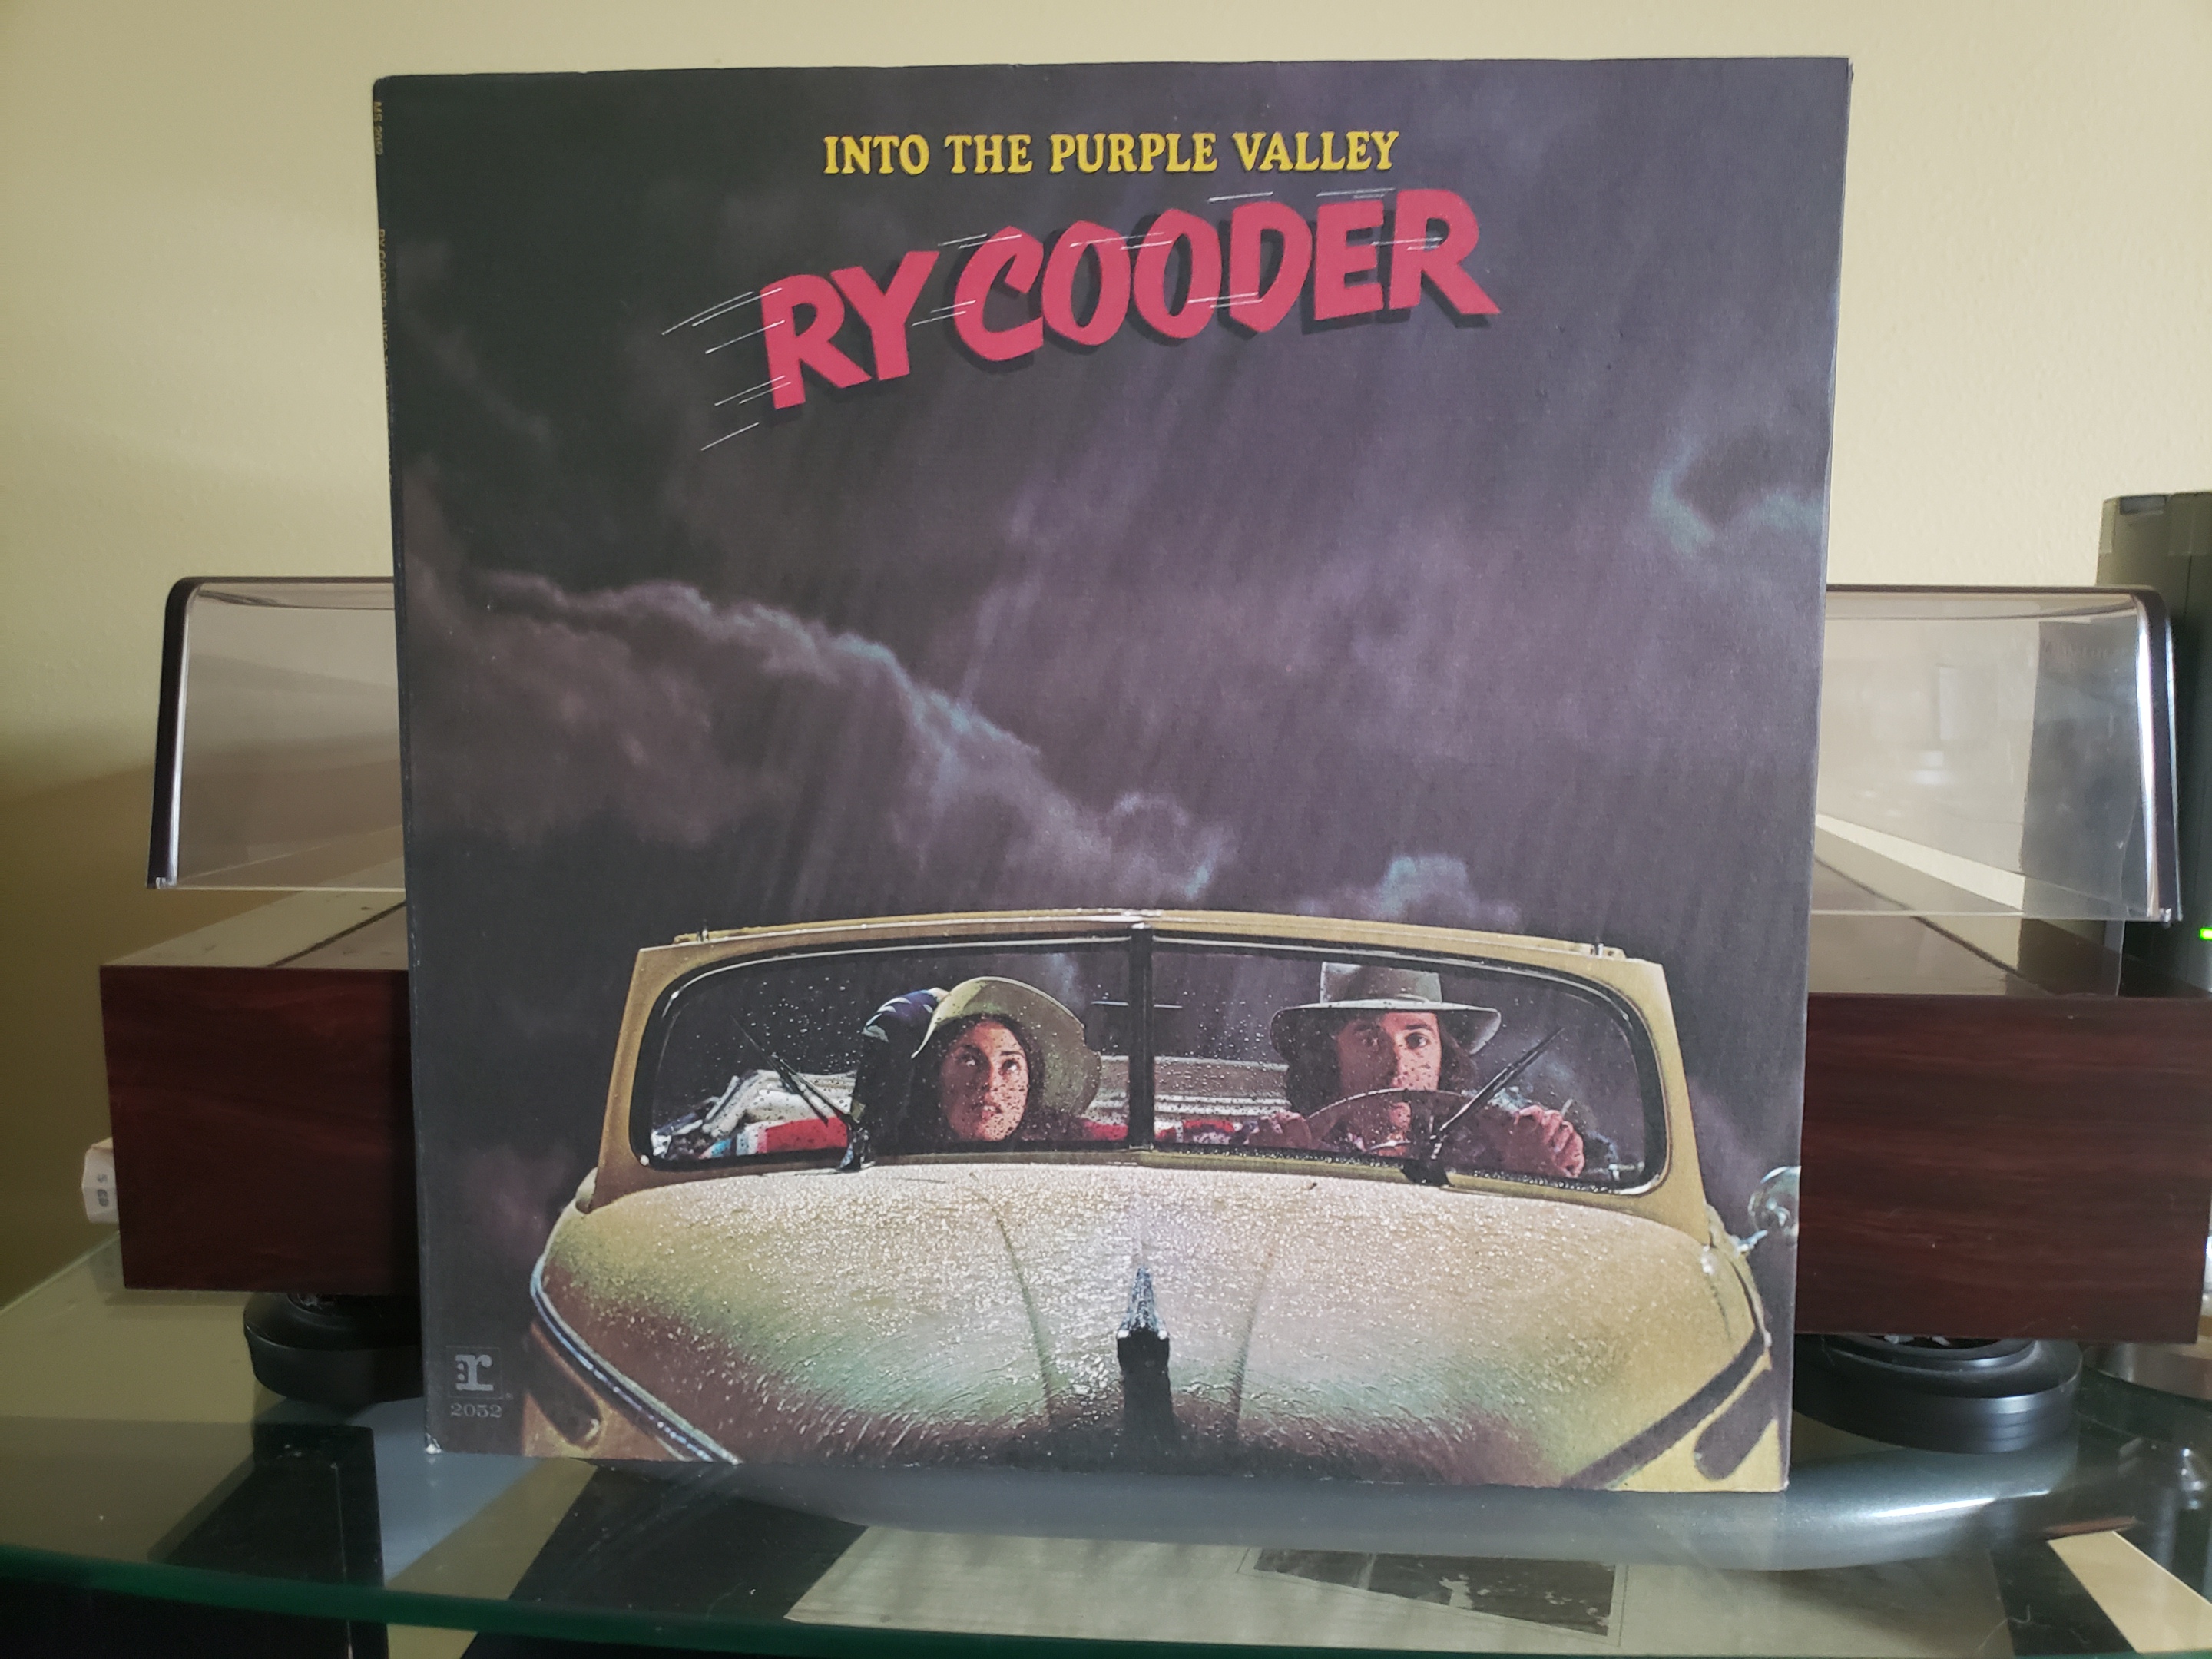 INTO THE PURPLE VALLEY
RY COODER
r
2052